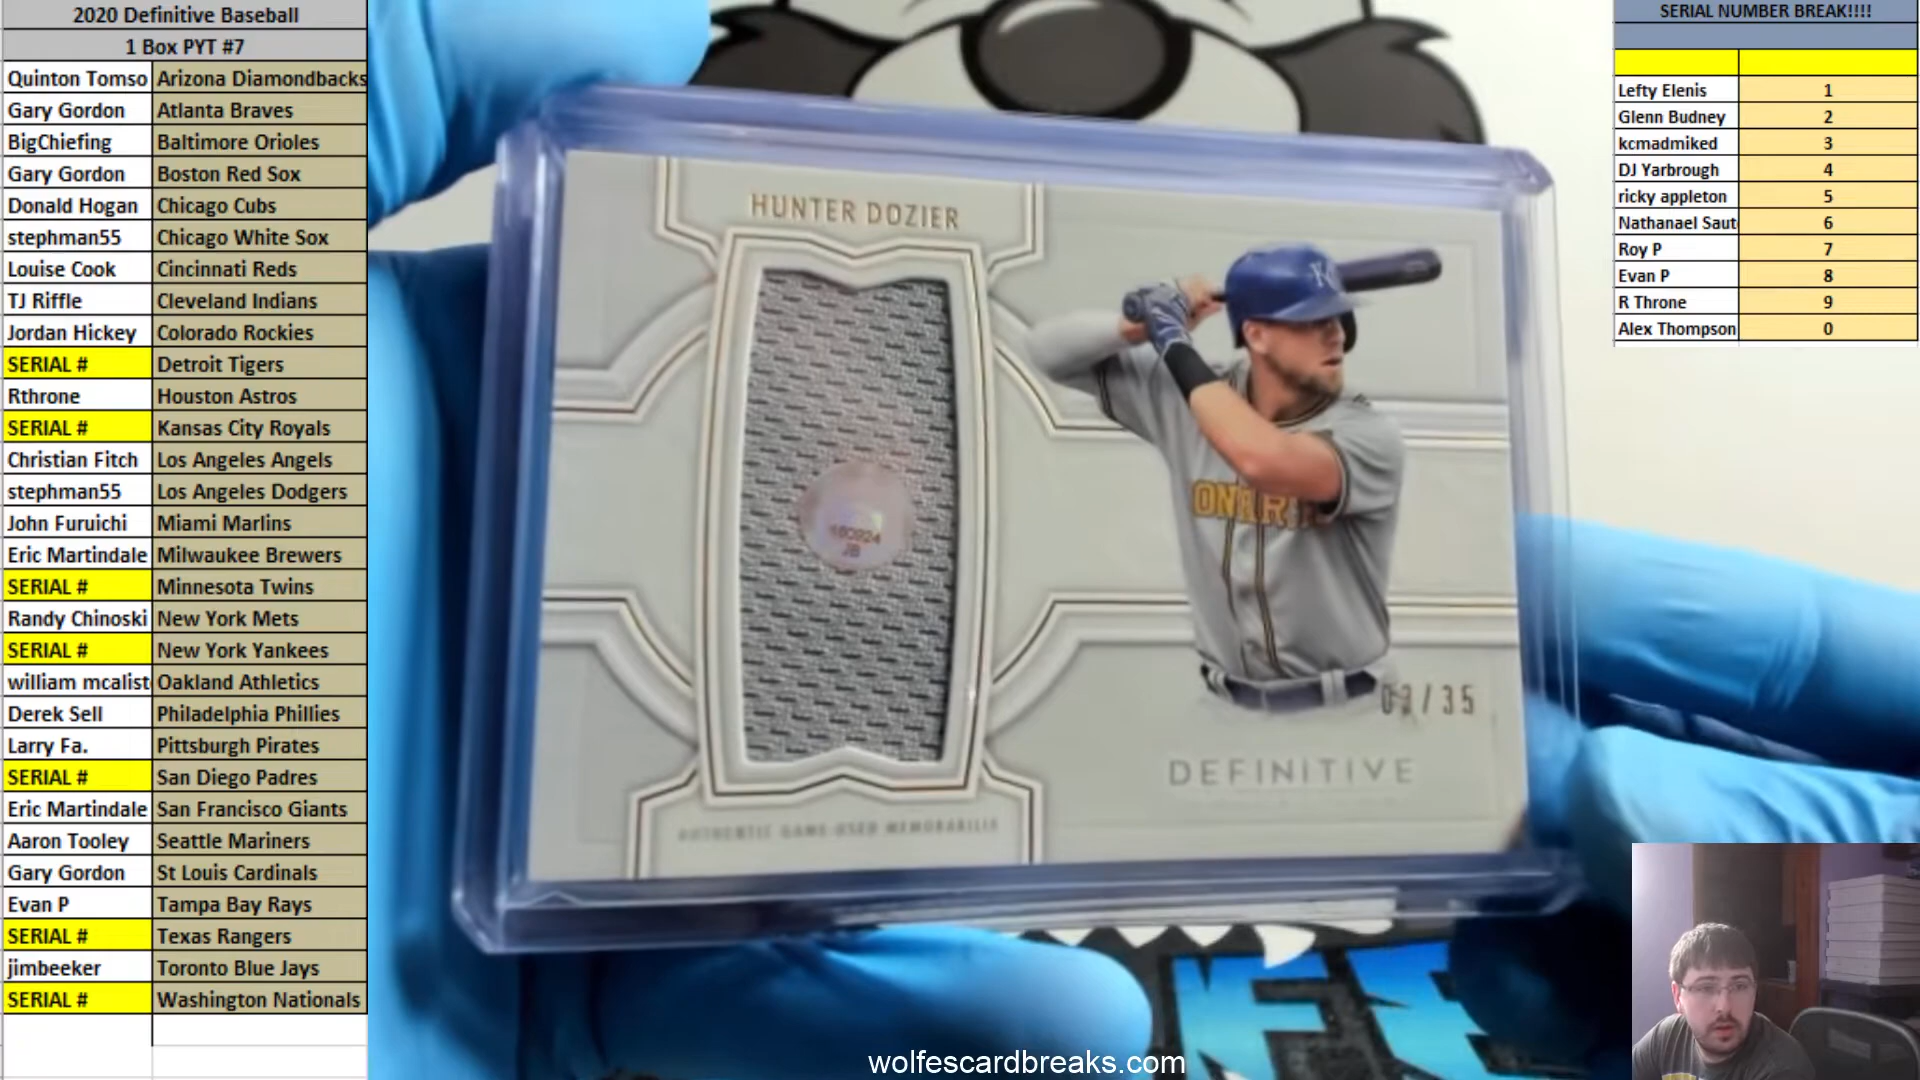 2020 Definitive Baseball
1 Box PYT #7
Quinton Tomso Arizona Diamondbacks
Gary Gordon Atlanta Braves
BigChiefing Baltimore Orioles
Gary Gordon Boston Red Sox
Donald Hogan Chicago Cubs
stephman55 Chicago White Sox
Louise Cook Cincinnati Reds
TJ Riffle Cleveland Indians
Jordan Hickey Colorado Rockies
SERIAL # Detroit Tigers
Rthrone Houston Astros
SERIAL # Kansas City Royals
Christian Fitch Los Angeles Angels
stephman55 Los Angeles Dodgers
John Furuichi Miami Marlins
Eric Martindale Milwaukee Brewers
SERIAL # Minnesota Twins
Randy Chinoski New York Mets
SERIAL # New York Yankees
william mcalist Oakland Athletics
Derek Sell Philadelphia Phillies
Larry Fa. Pittsburgh Pirates
SERIAL # San Diego Padres
Eric Martindale San Francisco Giants
Aaron Tooley Seattle Mariners
Gary Gordon St Louis Cardinals
Evan P Tampa Bay Rays
SERIAL # Texas Rangers
jimbeeker Toronto Blue Jays
SERIAL # Washington Nationals
HUNTER DOZIER
KC
JB
DEFINITIVE
AUTHENTIC GAME-USED MEMORABILIA
wolfescardbreaks.com
SERIAL NUMBER BREAK!!!!
Lefty Elenis 1
Glenn Budney 2
kcmadmiked 3
DJ Yarbrough 4
ricky appleton 5
Nathanael Saut 6
Roy P 7
Evan P 8
R Throne 9
Alex Thompson 0